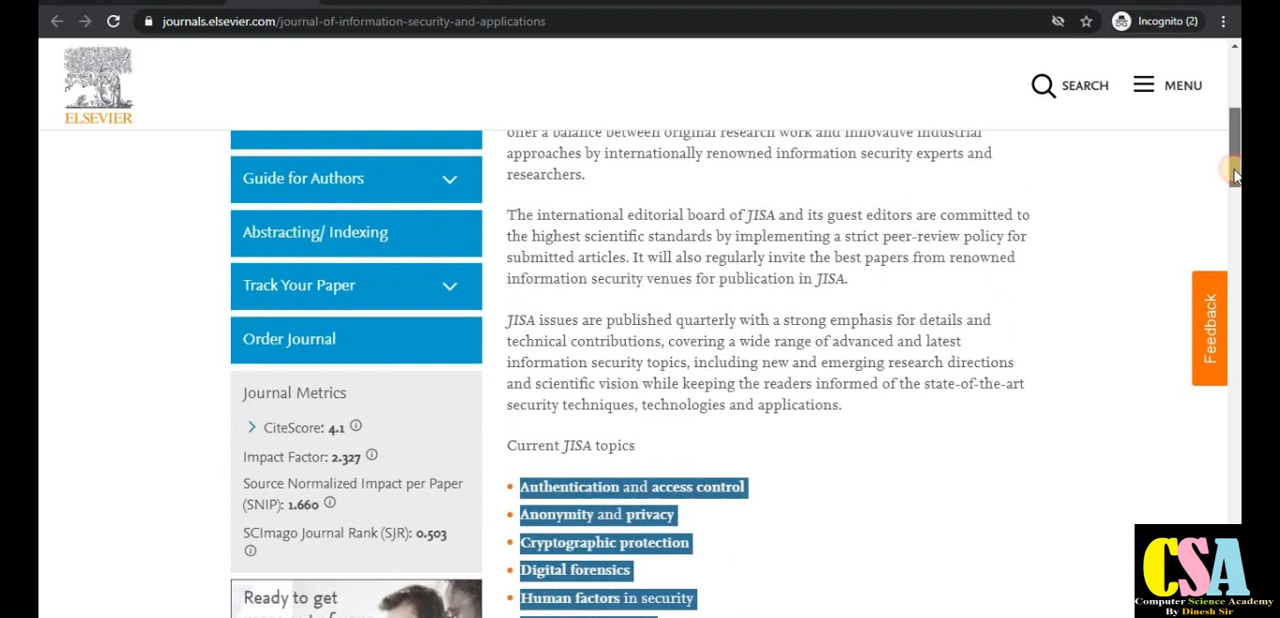 journals.elsevier.com/journal-of-information-security-and-applications
Incognito (2)
ELSEVIER
SEARCH
MENU
Guide for Authors
Abstracting/ Indexing
Track Your Paper
Order Journal
Journal Metrics
CiteScore: 4.1
Impact Factor: 2.327
Source Normalized Impact per Paper
(SNIP): 1.660
SCImago Journal Rank (SJR): 0.503
Ready to get
offer a balance between original research work and innovative industrial
approaches by internationally renowned information security experts and
researchers.
The international editorial board of JISA and its guest editors are committed to
the highest scientific standards by implementing a strict peer-review policy for
submitted articles. It will also regularly invite the best papers from renowned
information security venues for publication in JISA.
JISA issues are published quarterly with a strong emphasis for details and
technical contributions, covering a wide range of advanced and latest
information security topics, including new and emerging research directions
and scientific vision while keeping the readers informed of the state-of-the-art
security techniques, technologies and applications.
Current JISA topics
• Authentication and access control
• Anonymity and privacy
• Cryptographic protection
• Digital forensics
• Human factors in security
Feedback
CSA
Computer Science Academy
By Dinesh Sir